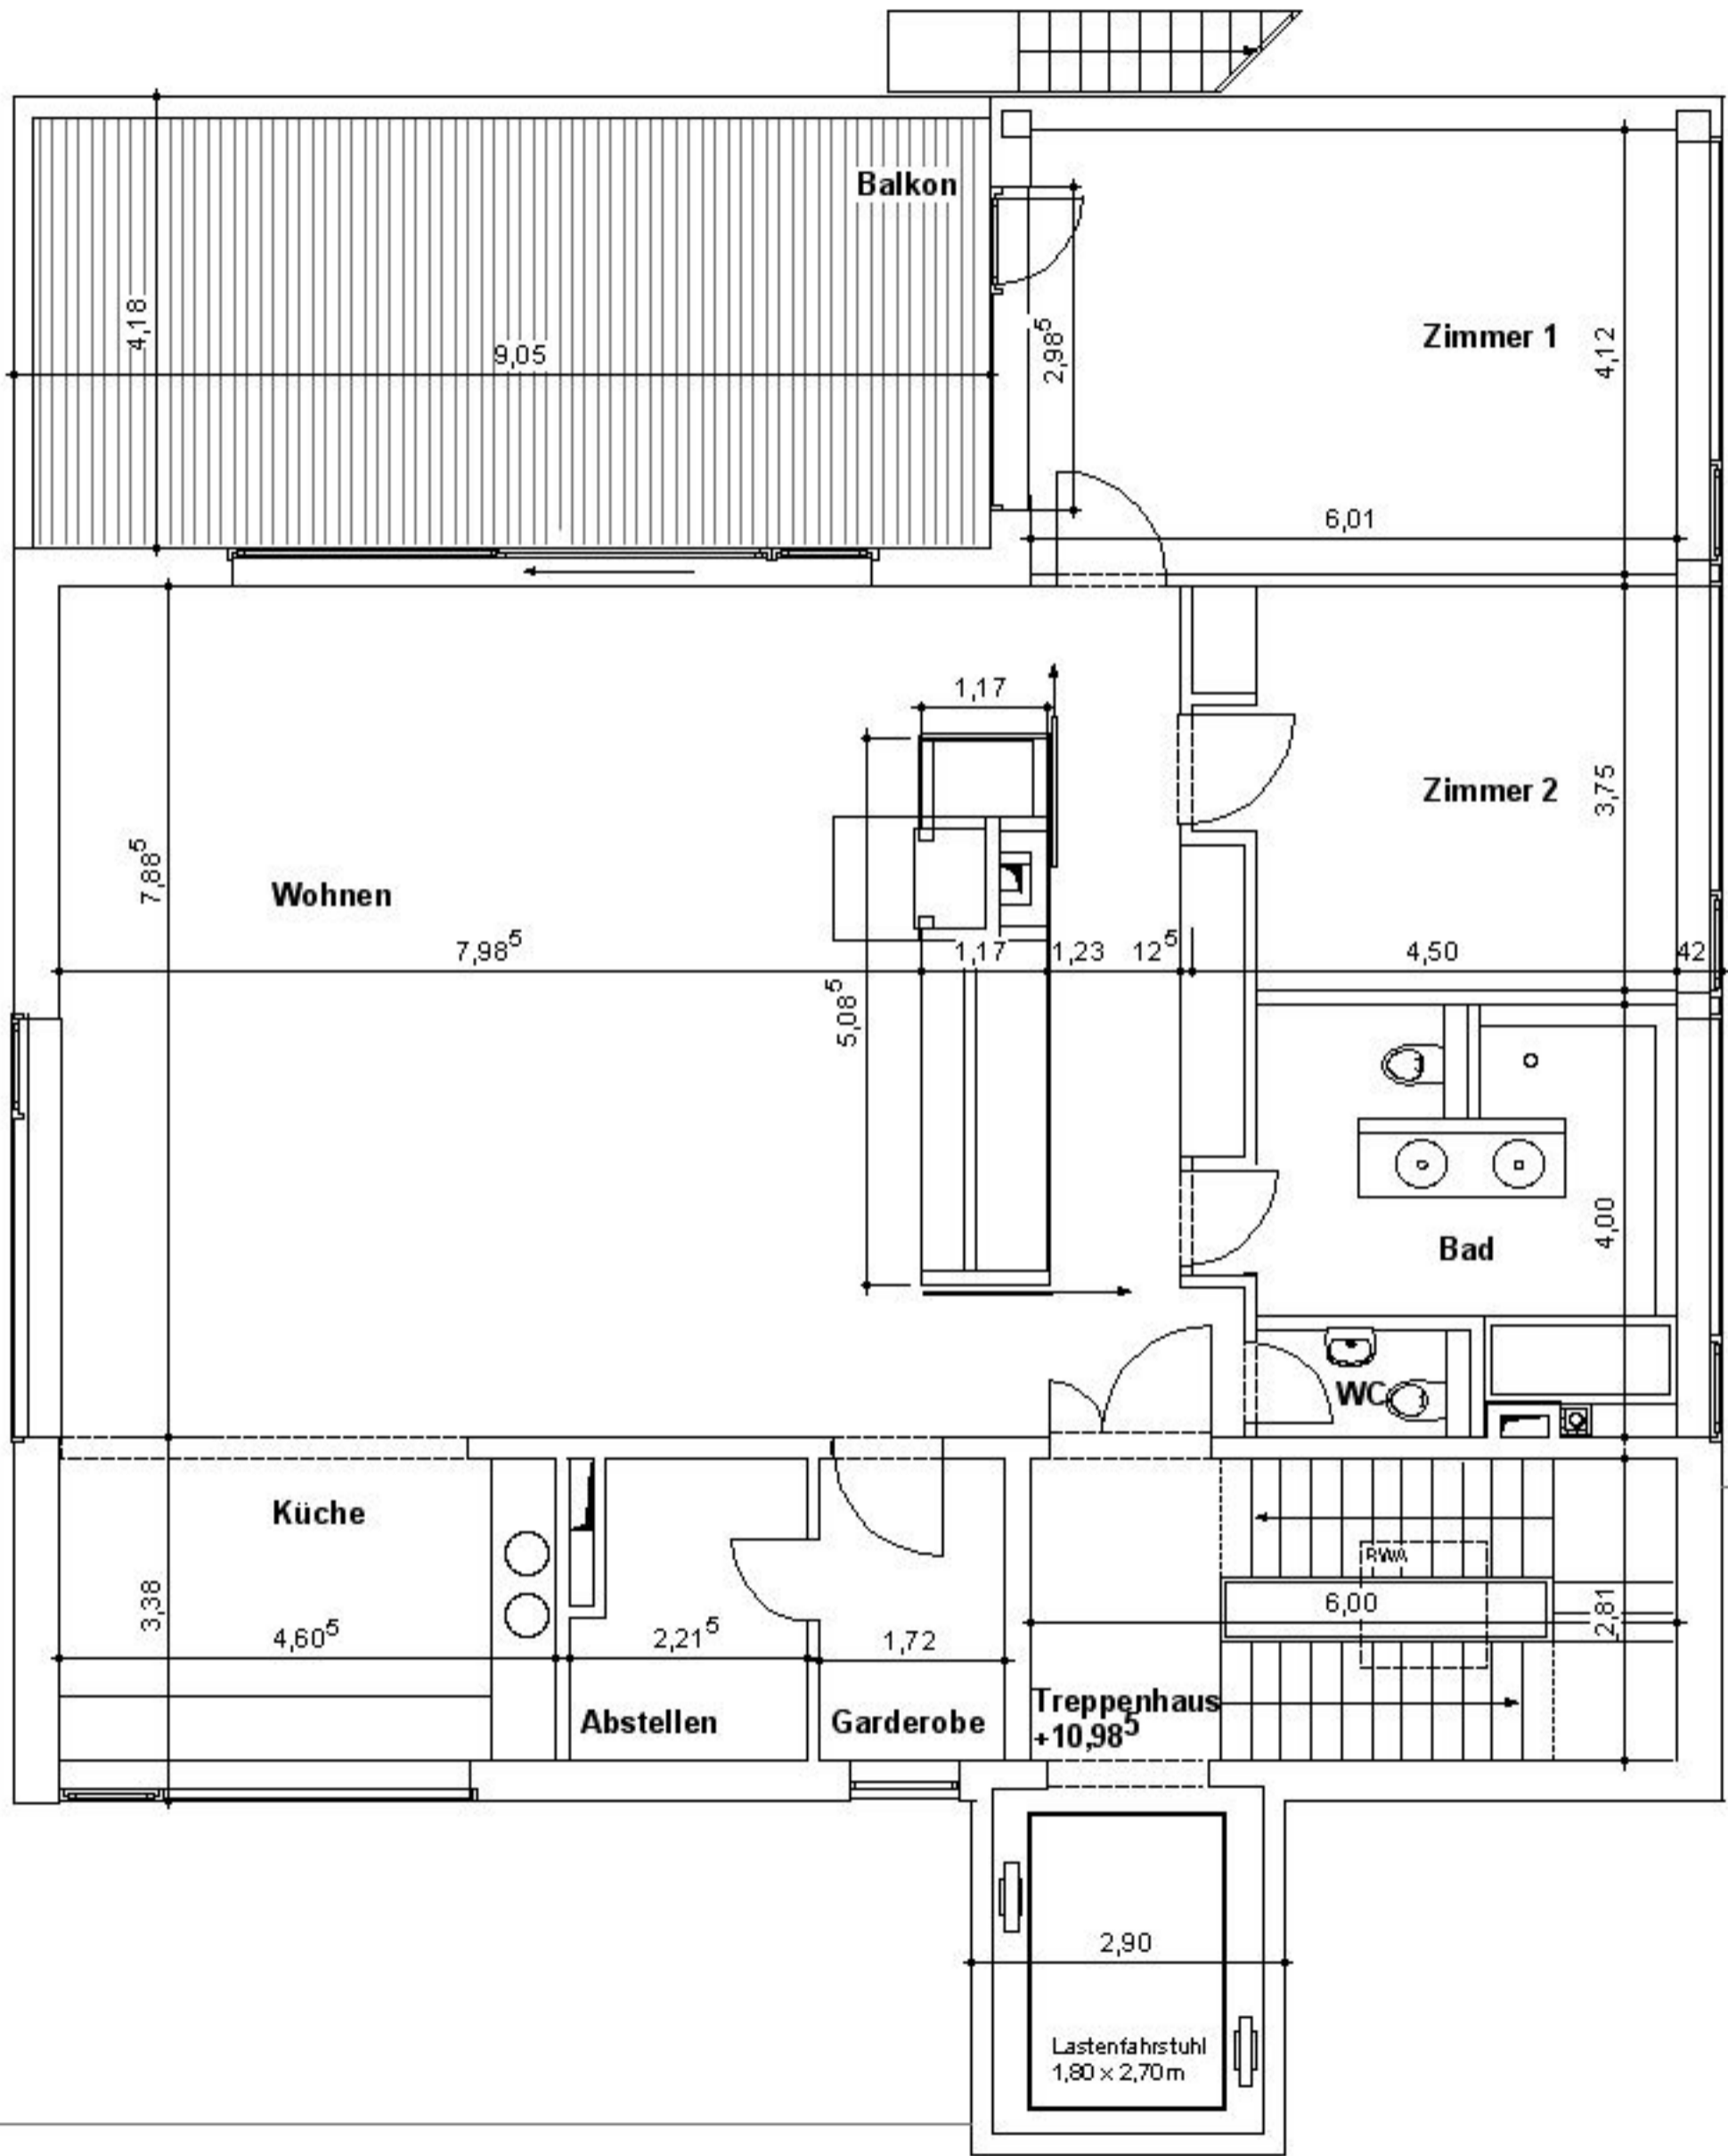 Balkon
4,18
9,05
2,98⁵
Zimmer 1
4,12
6,01
1,17
Zimmer 2
3,75
7,88⁵
Wohnen
7,98⁵
1,17
1,23
12⁵
4,50
42
5,08⁵
4,00
Bad
WC
Küche
RWA
3,38
6,00
2,81
4,60⁵
2,21⁵
1,72
Treppenhaus
+10,98⁵
Abstellen
Garderobe
2,90
Lastenfahrstuhl
1,80 x 2,70m